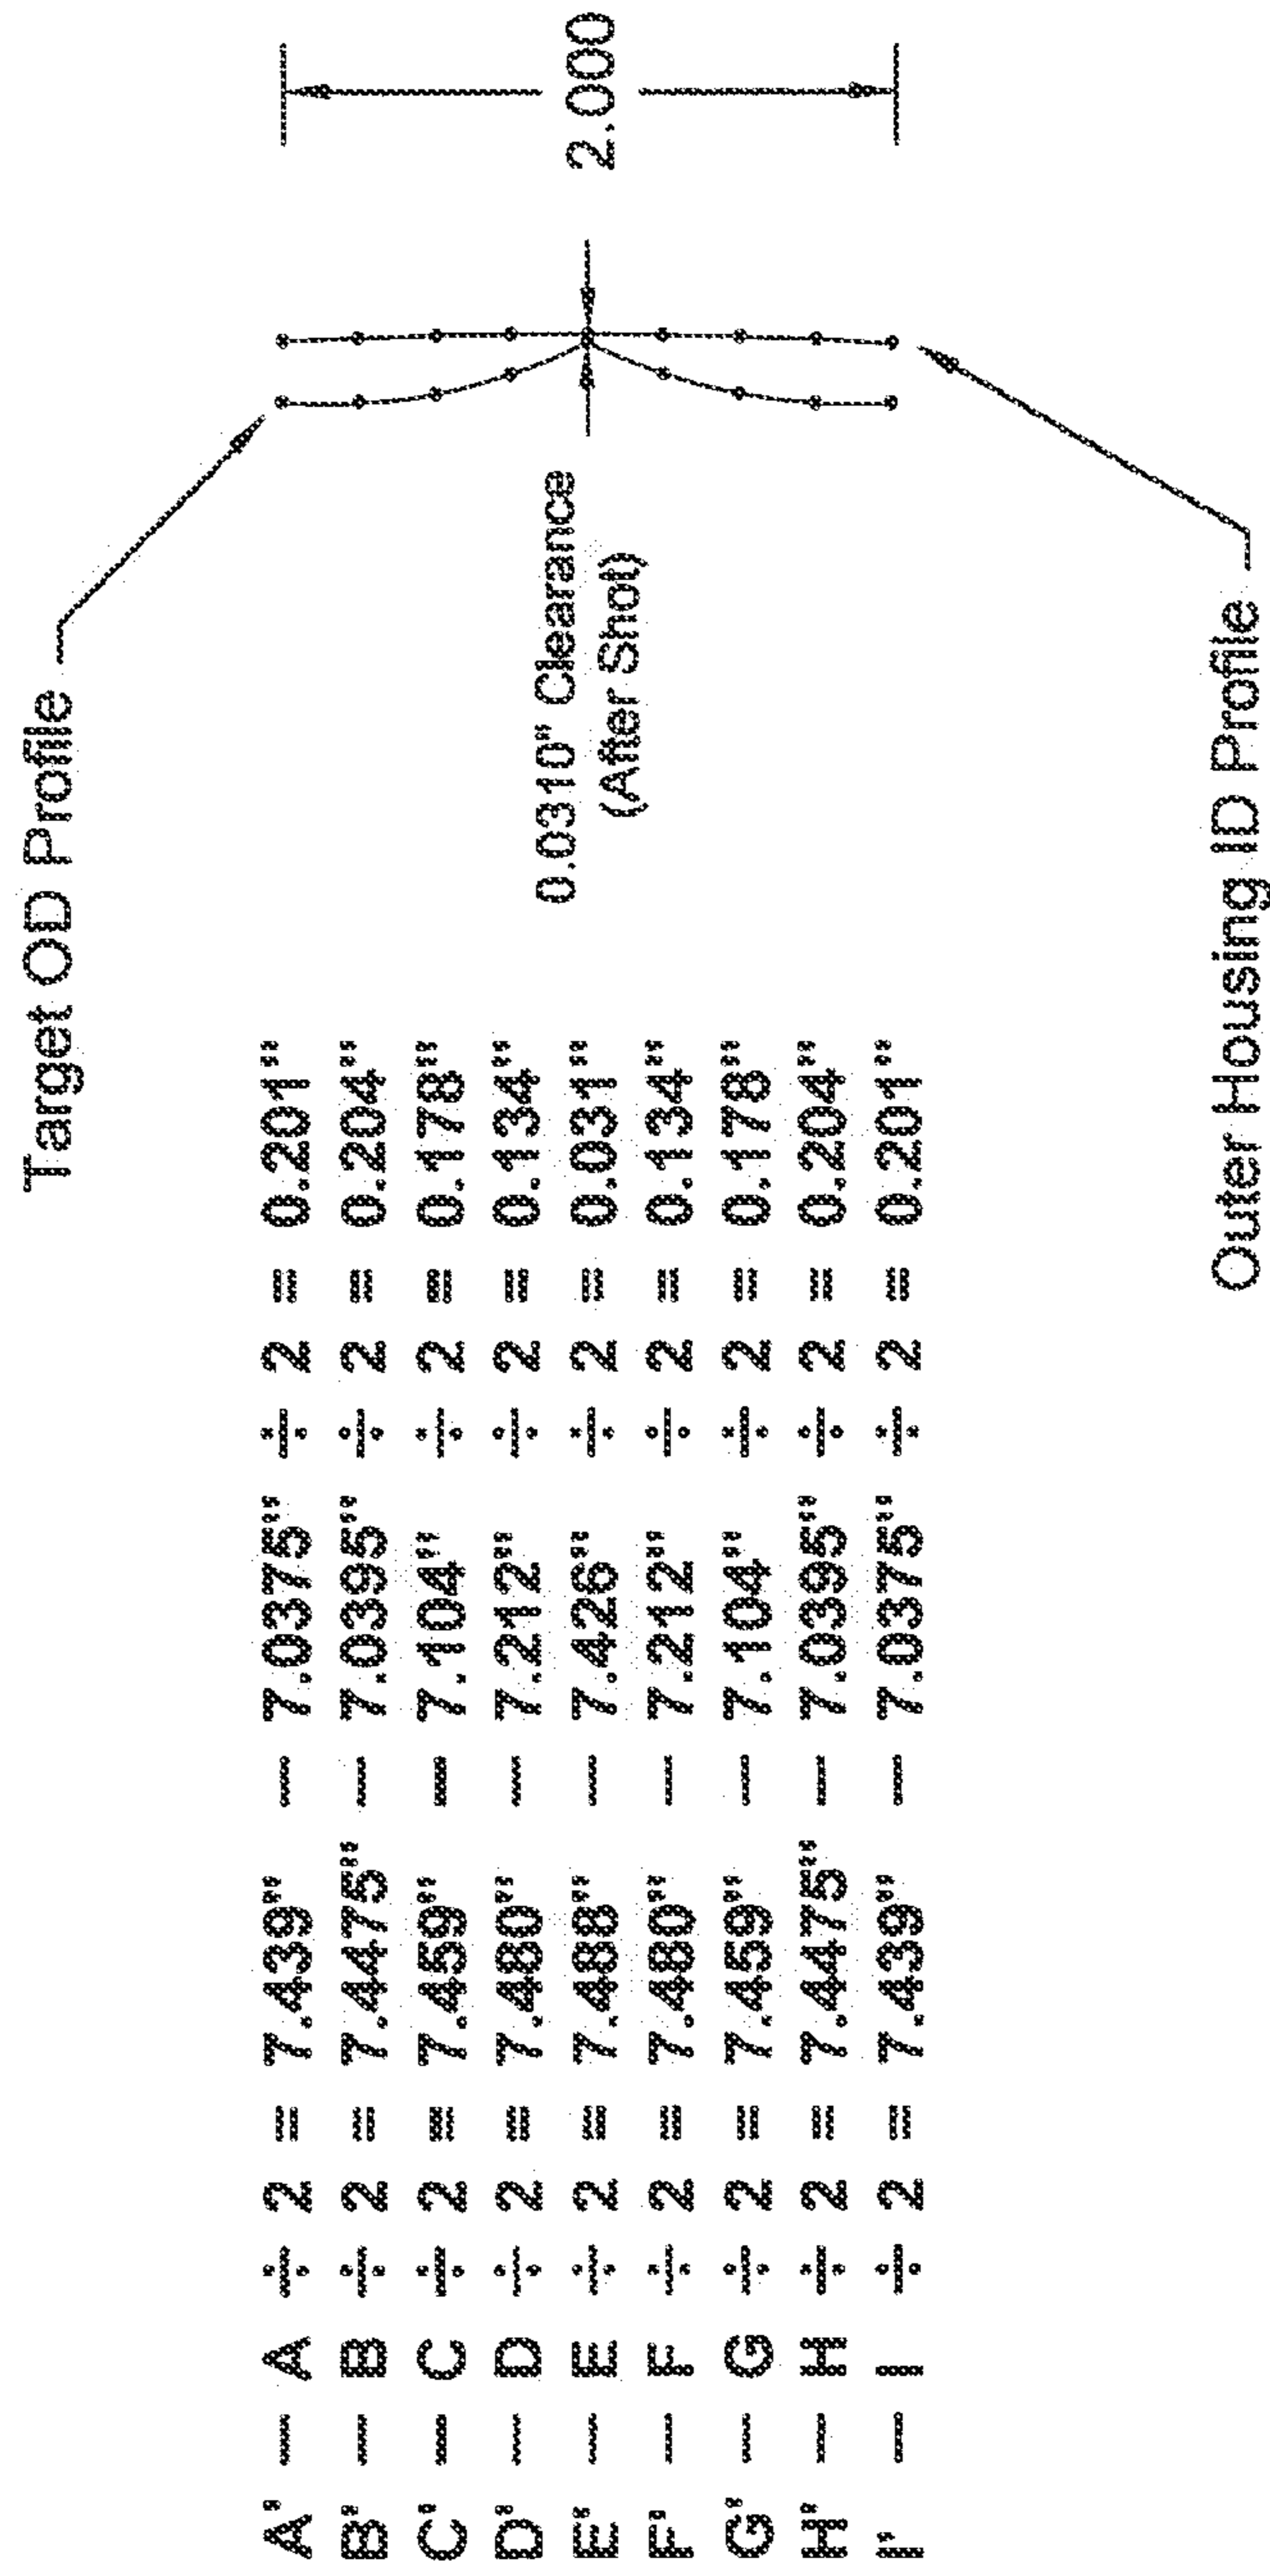 A' — A ÷ 2 = 7.439" — 7.0375" ÷ 2 = 0.201"
B' — B ÷ 2 = 7.4475" — 7.0395" ÷ 2 = 0.204"
C' — C ÷ 2 = 7.459" — 7.104" ÷ 2 = 0.178"
D' — D ÷ 2 = 7.480" — 7.212" ÷ 2 = 0.134"
E' — E ÷ 2 = 7.488" — 7.426" ÷ 2 = 0.031"
F' — F ÷ 2 = 7.480" — 7.212" ÷ 2 = 0.134"
G' — G ÷ 2 = 7.459" — 7.104" ÷ 2 = 0.178"
H' — H ÷ 2 = 7.4475" — 7.0395" ÷ 2 = 0.204"
I' — I ÷ 2 = 7.439" — 7.0375" ÷ 2 = 0.201"
Target OD Profile
0.0310" Clearance
(After Shot)
2.000
Outer Housing ID Profile